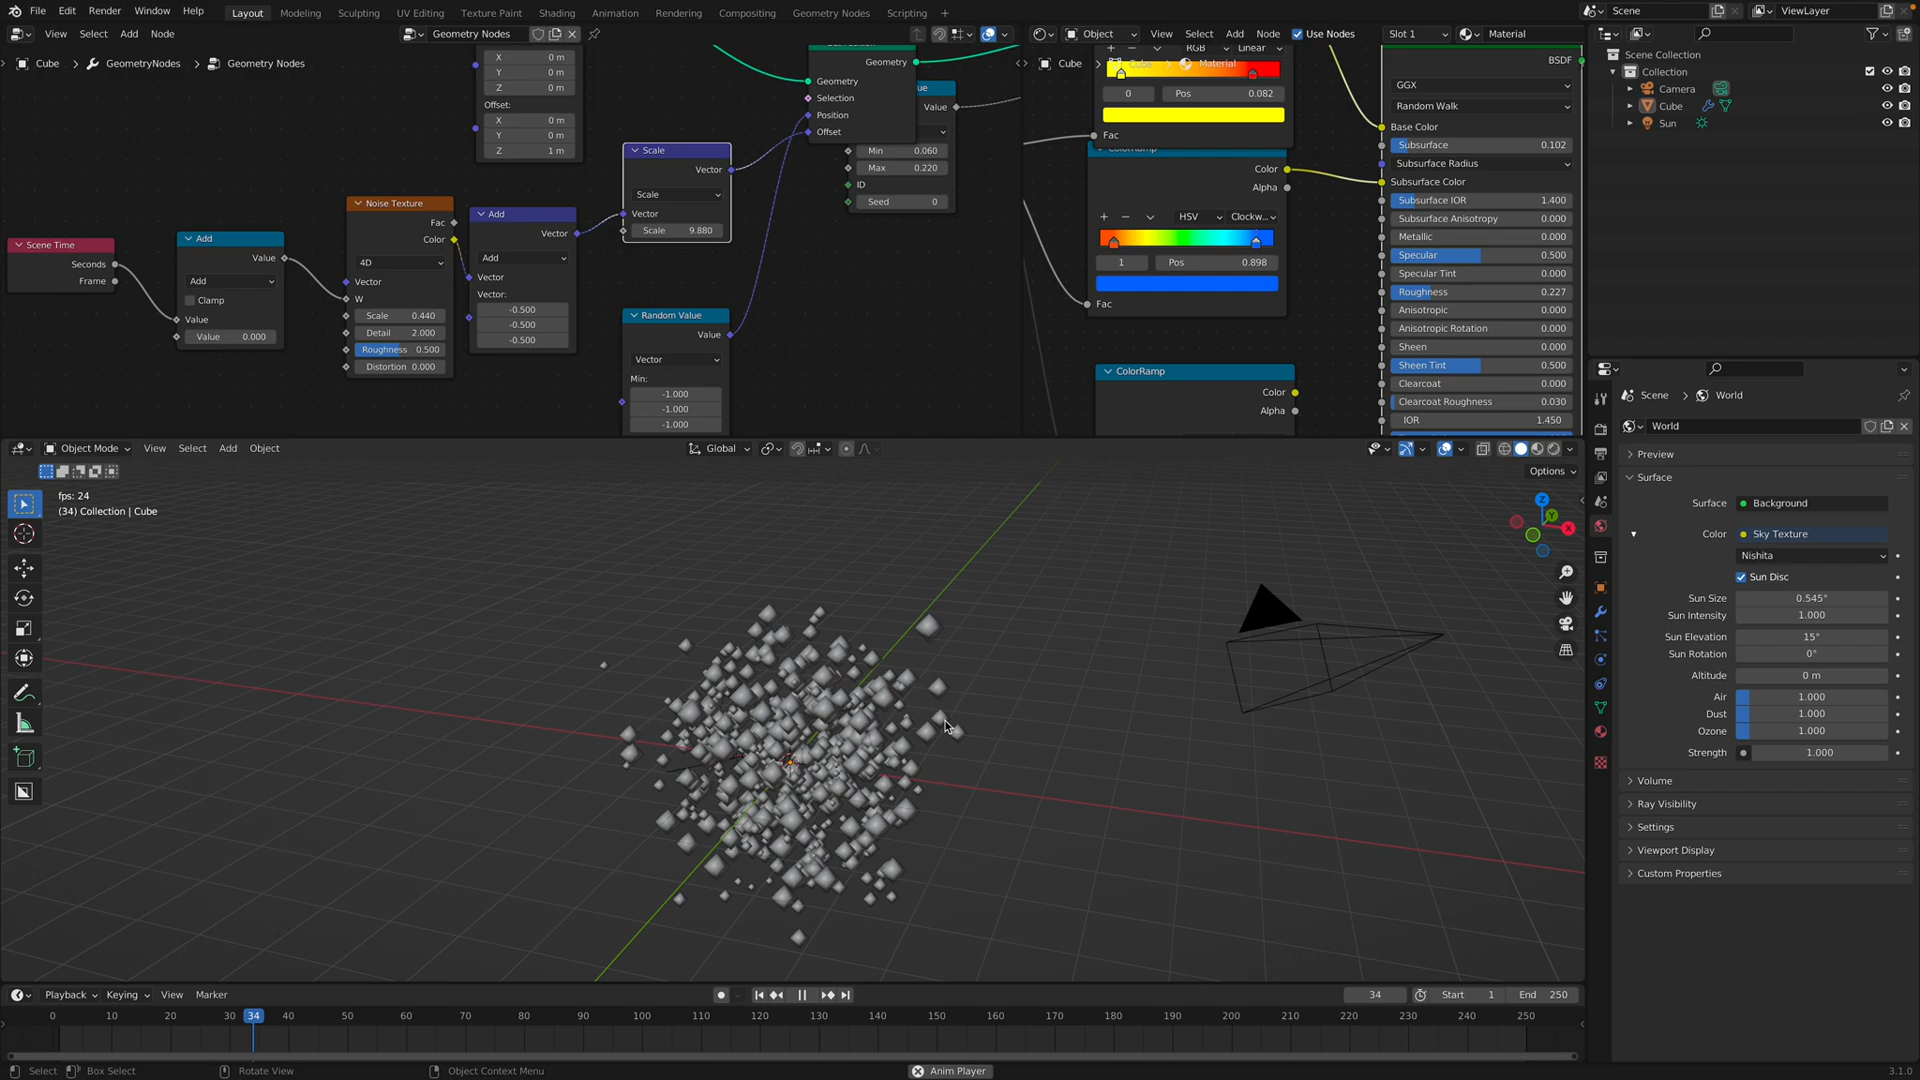 File Edit Render Window Help Layout Modeling Sculpting UV Editing Texture Paint Shading Animation Rendering Compositing Geometry Nodes Scripting + Scene ViewLayer
View Select Add Node Geometry Nodes
Cube GeometryNodes Geometry Nodes
X 0 m
Y 0 m
Z 0 m
Offset:
X 0 m
Y 0 m
Z 1 m
Geometry
Geometry
Selection
Position
Offset
Value
Min 0.060
Max 0.220
ID
Seed 0
Scale
Vector
Scale
Vector
Scale 9.880
Noise Texture
Fac
Color
4D
Vector
W
Scale 0.440
Detail 2.000
Roughness 0.500
Distortion 0.000
Add
Vector
Add
Vector
Vector:
-0.500
-0.500
-0.500
Scene Time
Seconds
Frame
Add
Value
Add
Clamp
Value
Value 0.000
Random Value
Value
Vector
Min:
-1.000
-1.000
-1.000
Object View Select Add Node Use Nodes Slot 1 Material
Cube Material
RGB Linear
0 Pos 0.082
Fac
ColorRamp
Color
Alpha
HSV Clockw...
1 Pos 0.898
Fac
ColorRamp
Color
Alpha
BSDF
GGX
Random Walk
Base Color
Subsurface 0.102
Subsurface Radius
Subsurface Color
Subsurface IOR 1.400
Subsurface Anisotropy 0.000
Metallic 0.000
Specular 0.500
Specular Tint 0.000
Roughness 0.227
Anisotropic 0.000
Anisotropic Rotation 0.000
Sheen 0.000
Sheen Tint 0.500
Clearcoat 0.000
Clearcoat Roughness 0.030
IOR 1.450
Scene Collection
Collection
Camera
Cube
Sun
Scene World
World
Preview
Surface
Surface Background
Color Sky Texture
Nishita
Sun Disc
Sun Size 0.545°
Sun Intensity 1.000
Sun Elevation 15°
Sun Rotation 0°
Altitude 0 m
Air 1.000
Dust 1.000
Ozone 1.000
Strength 1.000
Volume
Ray Visibility
Settings
Viewport Display
Custom Properties
Object Mode View Select Add Object Global
Options
fps: 24
(34) Collection | Cube
Z
Y
X
Playback Keying View Marker 34 Start 1 End 250
0 30 34 40 50 60 70 80 90 100 110 120 130 140 150 160 170 180 190 200 210 220 230 240 250
Select Box Select Rotate View Object Context Menu Anim Player 3.1.0